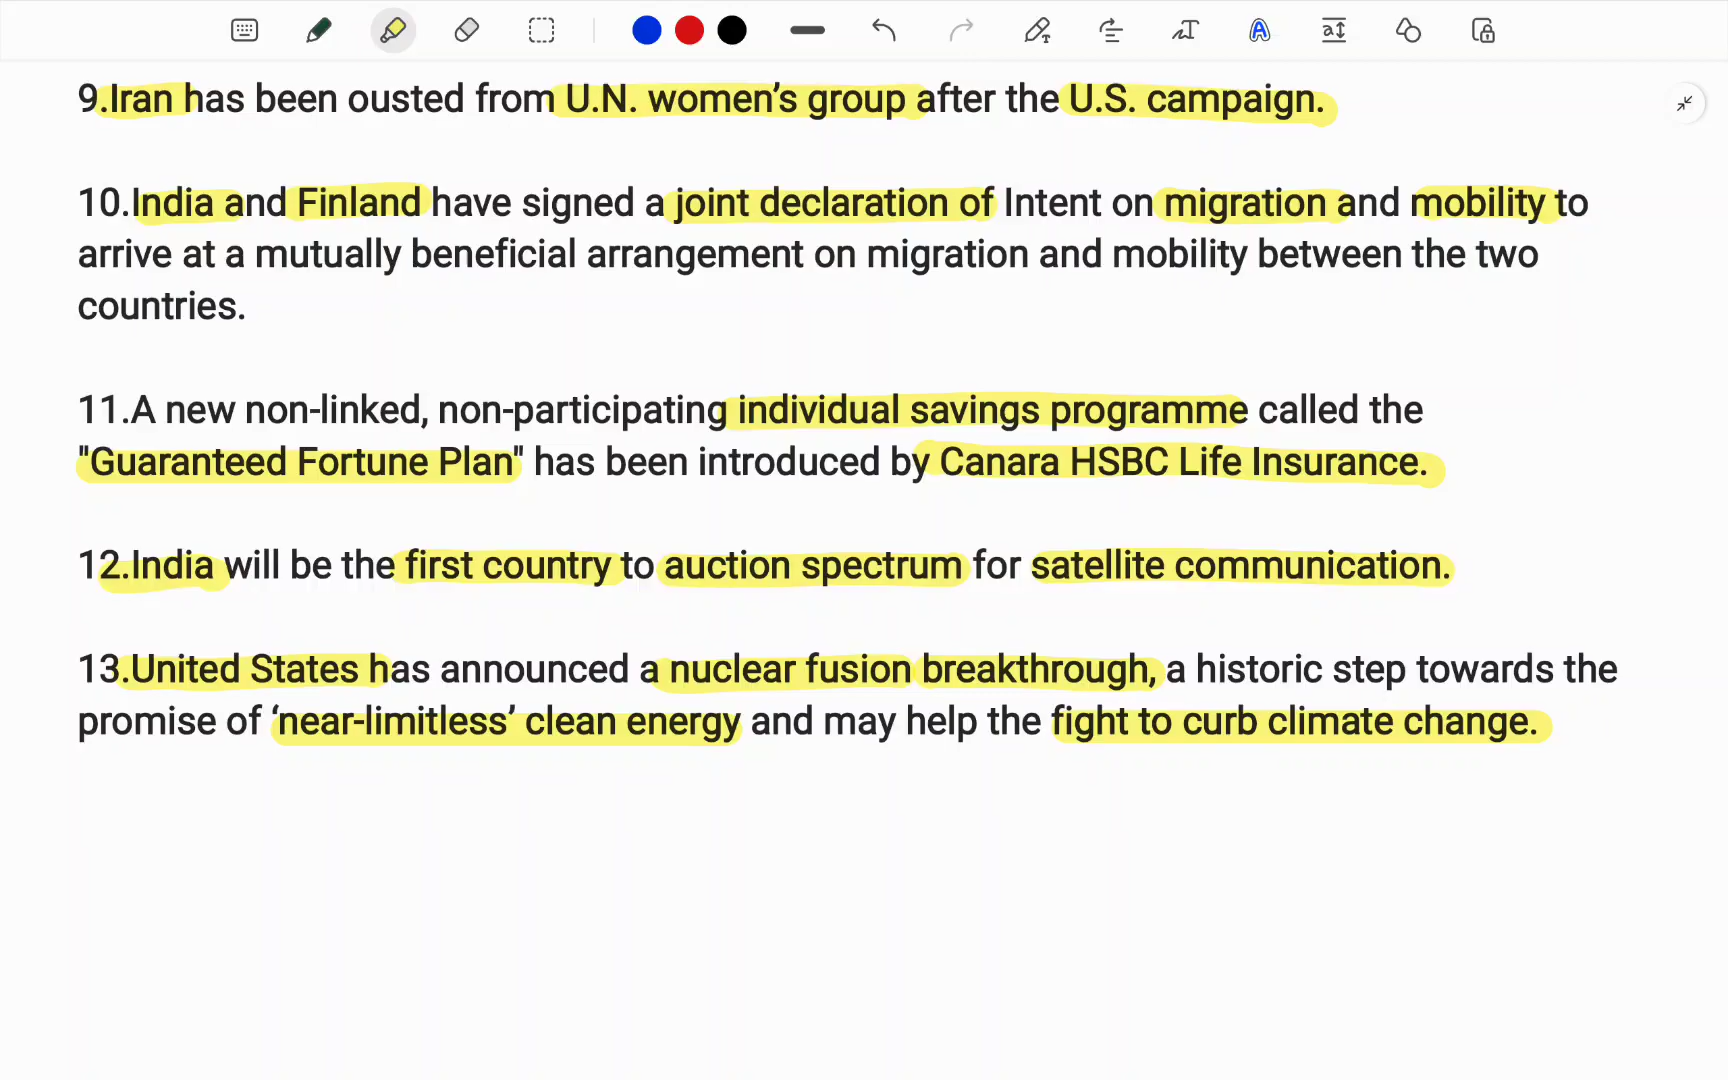 9.Iran has been ousted from U.N. women’s group after the U.S. campaign.
10.India and Finland have signed a joint declaration of Intent on migration and mobility to
arrive at a mutually beneficial arrangement on migration and mobility between the two
countries.
11.A new non-linked, non-participating individual savings programme called the
"Guaranteed Fortune Plan" has been introduced by Canara HSBC Life Insurance.
12.India will be the first country to auction spectrum for satellite communication.
13.United States has announced a nuclear fusion breakthrough, a historic step towards the
promise of ‘near-limitless’ clean energy and may help the fight to curb climate change.